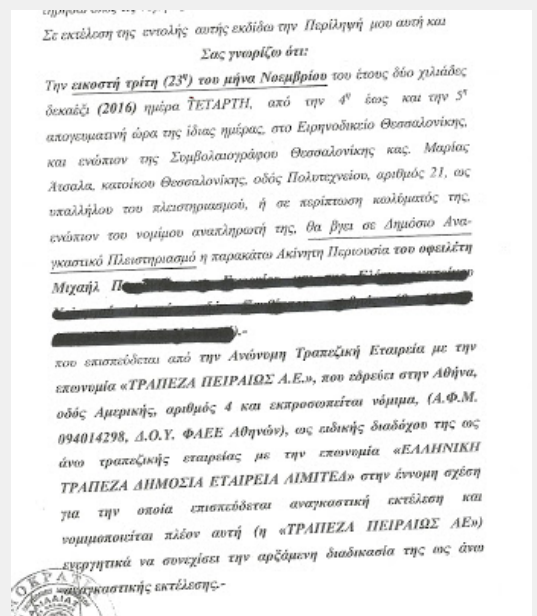 Σε εκτέλεση της εντολής αυτής εκδίδω την Περίληψή μου αυτή και
Σας γνωρίζω ότι:
Την εικοστή τρίτη (23η) του μήνα Νοεμβρίου του έτους δύο χιλιάδες
δεκαέξι (2016) ημέρα ΤΕΤΑΡΤΗ, από την 4η έως και την 5η
απογευματινή ώρα της ίδιας ημέρας, στο Ειρηνοδικείο Θεσσαλονίκης,
και ενώπιον της Συμβολαιογράφου Θεσσαλονίκης κας. Μαρίας
Άτσαλα, κατοίκου Θεσσαλονίκης, οδός Πολυτεχνείου, αριθμός 21, ως
υπαλλήλου του πλειστηριασμού, ή σε περίπτωση κωλύματός της,
ενώπιον του νομίμου αναπληρωτή της, θα βγει σε Δημόσιο Ανα-
γκαστικό Πλειστηριασμό η παρακάτω Ακίνητη Περιουσία του οφειλέτη
Μιχαήλ
που επισπεύδεται από την Ανώνυμη Τραπεζική Εταιρεία με την
επωνυμία «ΤΡΑΠΕΖΑ ΠΕΙΡΑΙΩΣ Α.Ε.», που εδρεύει στην Αθήνα,
οδός Αμερικής, αριθμός 4 και εκπροσωπείται νόμιμα, (Α.Φ.Μ.
094014298, Δ.Ο.Υ. ΦΑΕΕ Αθηνών), ως ειδικής διαδόχου της ως
άνω τραπεζικής εταιρείας με την επωνυμία «ΕΛΛΗΝΙΚΗ
ΤΡΑΠΕΖΑ ΔΗΜΟΣΙΑ ΕΤΑΙΡΕΙΑ ΛΙΜΙΤΕΔ» στην έννομη σχέση
για την οποία επισπεύδεται αναγκαστική εκτέλεση και
νομιμοποιείται πλέον αυτή (η «ΤΡΑΠΕΖΑ ΠΕΙΡΑΙΩΣ ΑΕ»)
ενεργητικά να συνεχίσει την αρξάμενη διαδικασία της ως άνω
αναγκαστικής εκτέλεσης.-